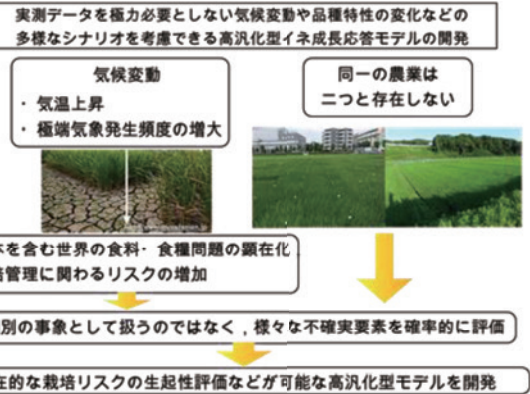 実測データを極力必要としない気候変動や品種特性の変化などの
多様なシナリオを考慮できる高汎化型イネ成長応答モデルの開発
気候変動
・ 気温上昇
・ 極端気象発生頻度の増大
同一の農業は
二つと存在しない
を含む世界の食料・食糧問題の顕在化
管理に関わるリスクの増加
別の事象として扱うのではなく，様々な不確実要素を確率的に評価
在的な栽培リスクの生起性評価などが可能な高汎化型モデルを開発